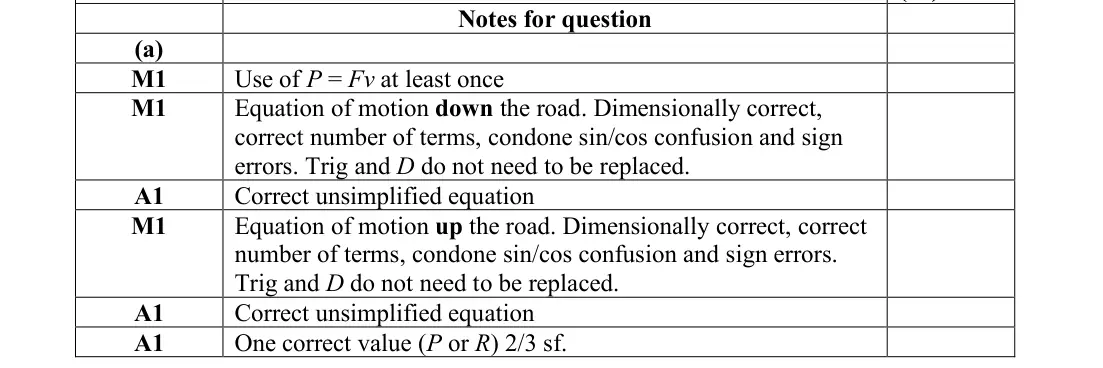 Notes for question
(a)
M1 Use of P = Fv at least once
M1 Equation of motion down the road. Dimensionally correct,
correct number of terms, condone sin/cos confusion and sign
errors. Trig and D do not need to be replaced.
A1 Correct unsimplified equation
M1 Equation of motion up the road. Dimensionally correct, correct
number of terms, condone sin/cos confusion and sign errors.
Trig and D do not need to be replaced.
A1 Correct unsimplified equation
A1 One correct value (P or R) 2/3 sf.